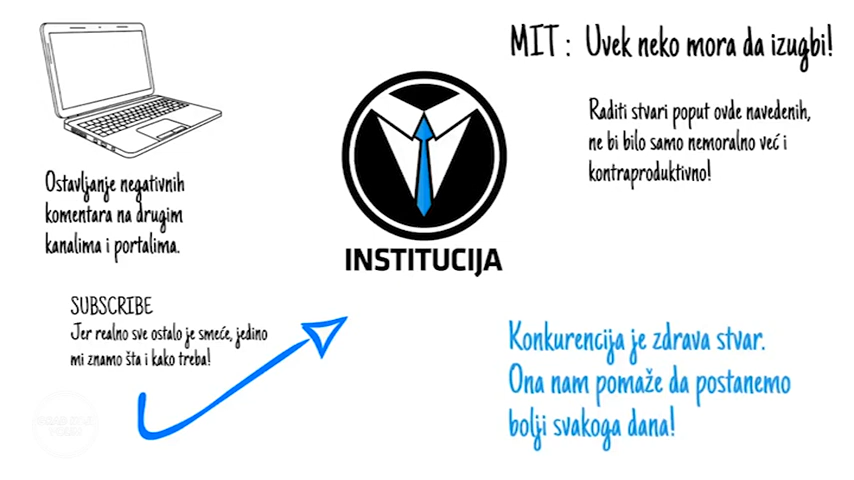 MIT : Uvek neko mora da izugbi!
Raditi stvari poput ovde navedenih,
ne bi bilo samo nemoralno već i
kontraproduktivno!
Ostavljanje negativnih
komentara na drugim
kanalima i portalima.
INSTITUCIJA
SUBSCRIBE
Jer realno sve ostalo je smeće, jedino
mi znamo šta i kako treba!
Konkurencija je zdrava stvar.
Ona nam pomaže da postanemo
bolji svakoga dana!